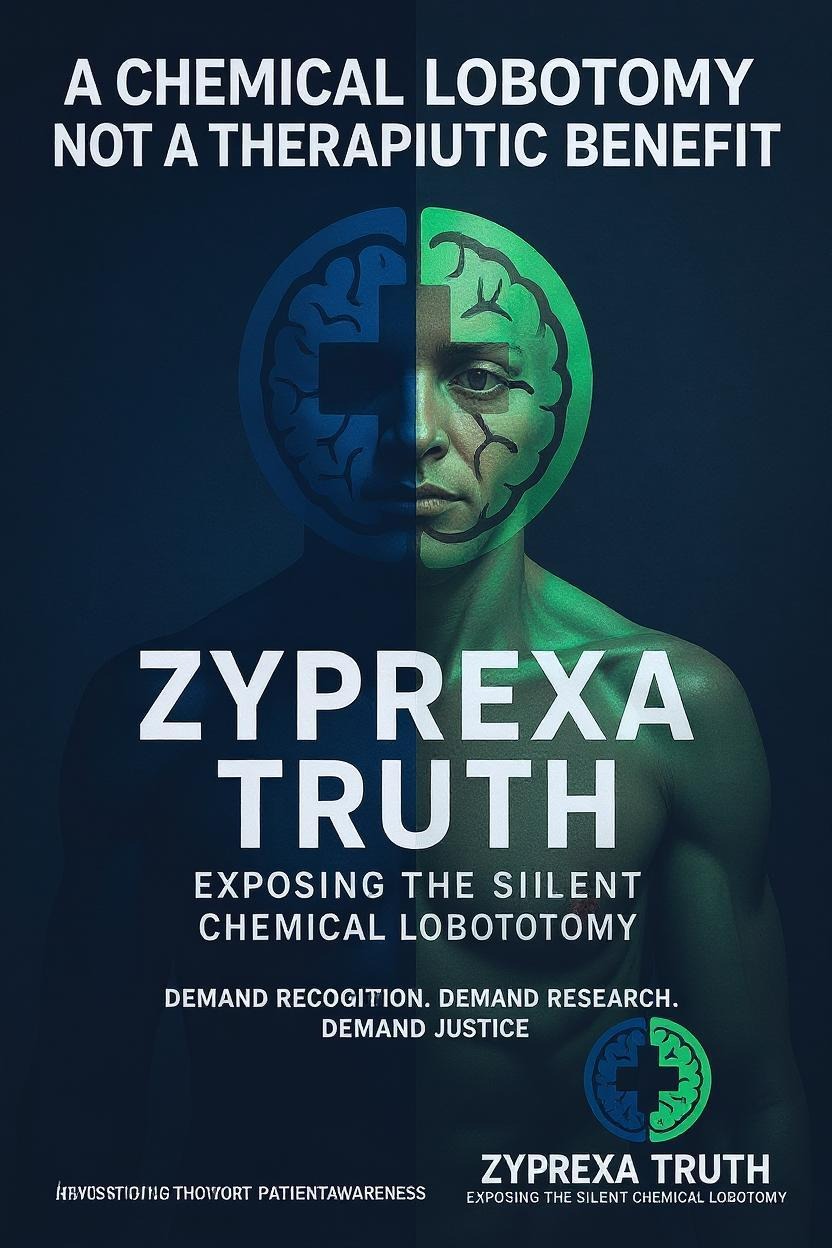 A CHEMICAL LOBOTOMY
NOT A THERAPIUTIC BENEFIT
ZYPREXA
TRUTH
EXPOSING THE SIILENT
CHEMICAL LOBOTOTOMY
DEMAND RECOGITION. DEMAND RESEARCH.
DEMAND JUSTICE
PATIENTAWARENESS
ZYPREXA TRUTH
EXPOSING THE SILENT CHEMICAL LOBOTOMY